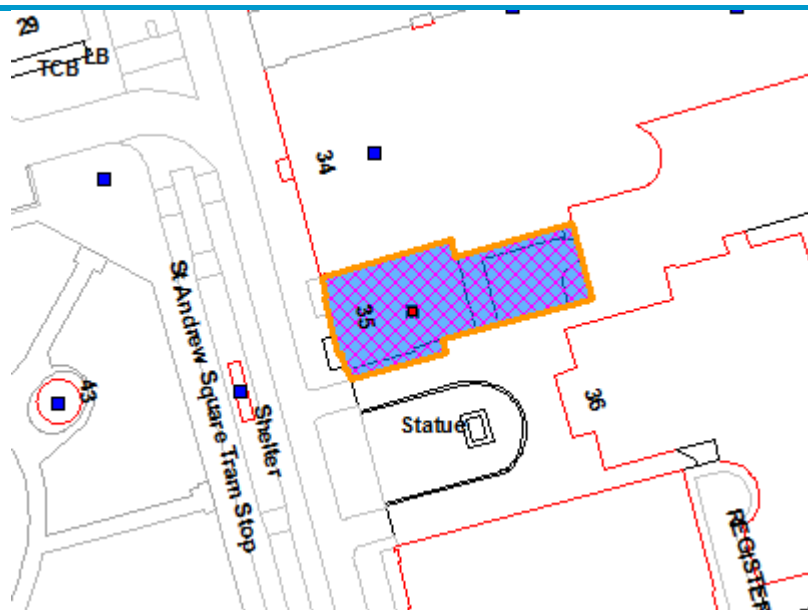 29
TCB
LB
34
35
St Andrew Square Tram Stop
43
Shelter
Statue
36
REGISTER